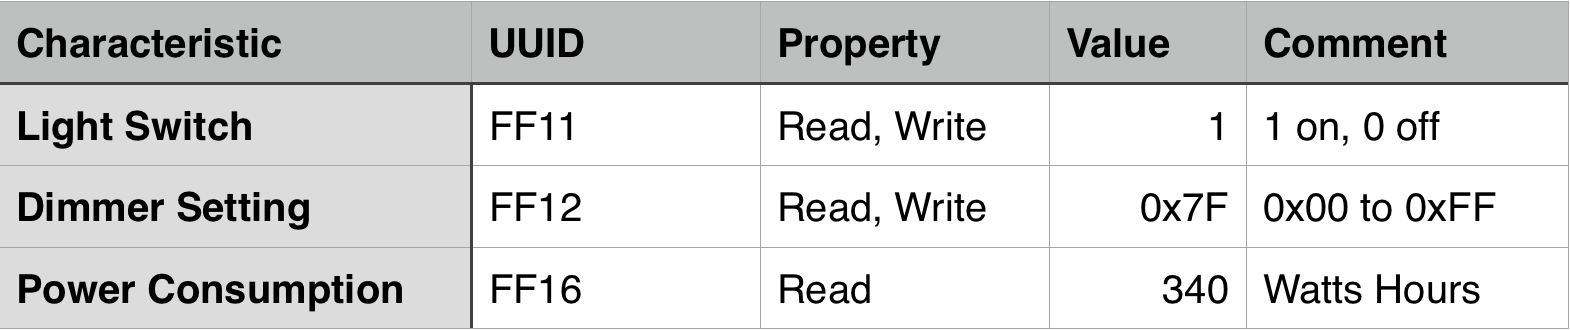 Characteristic UUID Property Value Comment
Light Switch FF11 Read, Write 1 1 on, 0 off
Dimmer Setting FF12 Read, Write 0x7F 0x00 to 0xFF
Power Consumption FF16 Read 340 Watts Hours